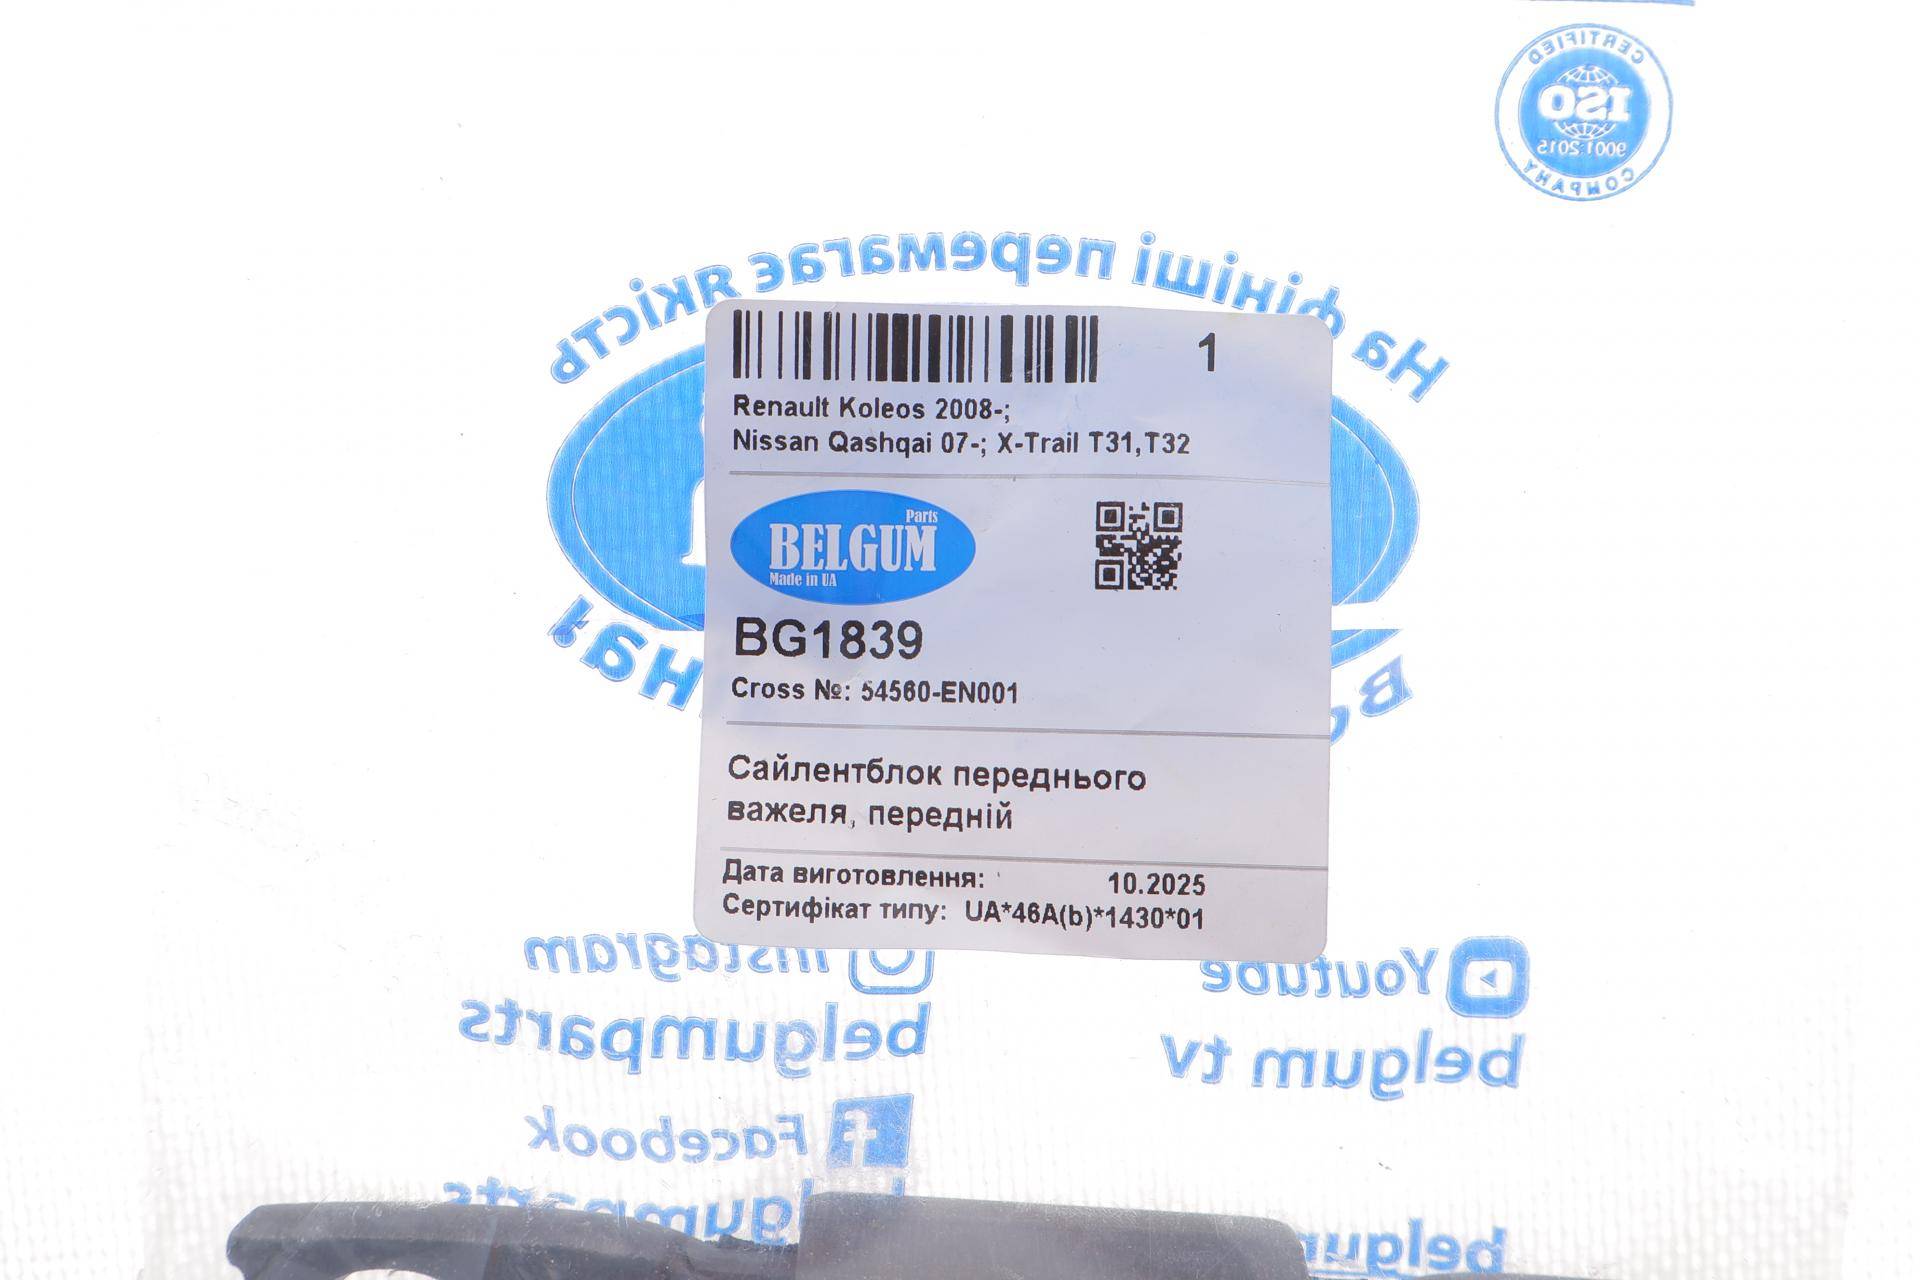 CERTIFIED
ISO
9001:2015
COMPANY
На фініші перемагає якість
1
Renault Koleos 2008-;
Nissan Qashqai 07-; X-Trail T31,T32
Parts
BELGUM
Made in UA
BG1839
Cross №: 54560-EN001
Сайлентблок переднього
важеля, передній
Дата виготовлення: 10.2025
Сертифікат типу: UA*46A(b)*1430*01
Youtube
belgum tv
Instagram
belgumparts
Facebook
belgumparts
belgum